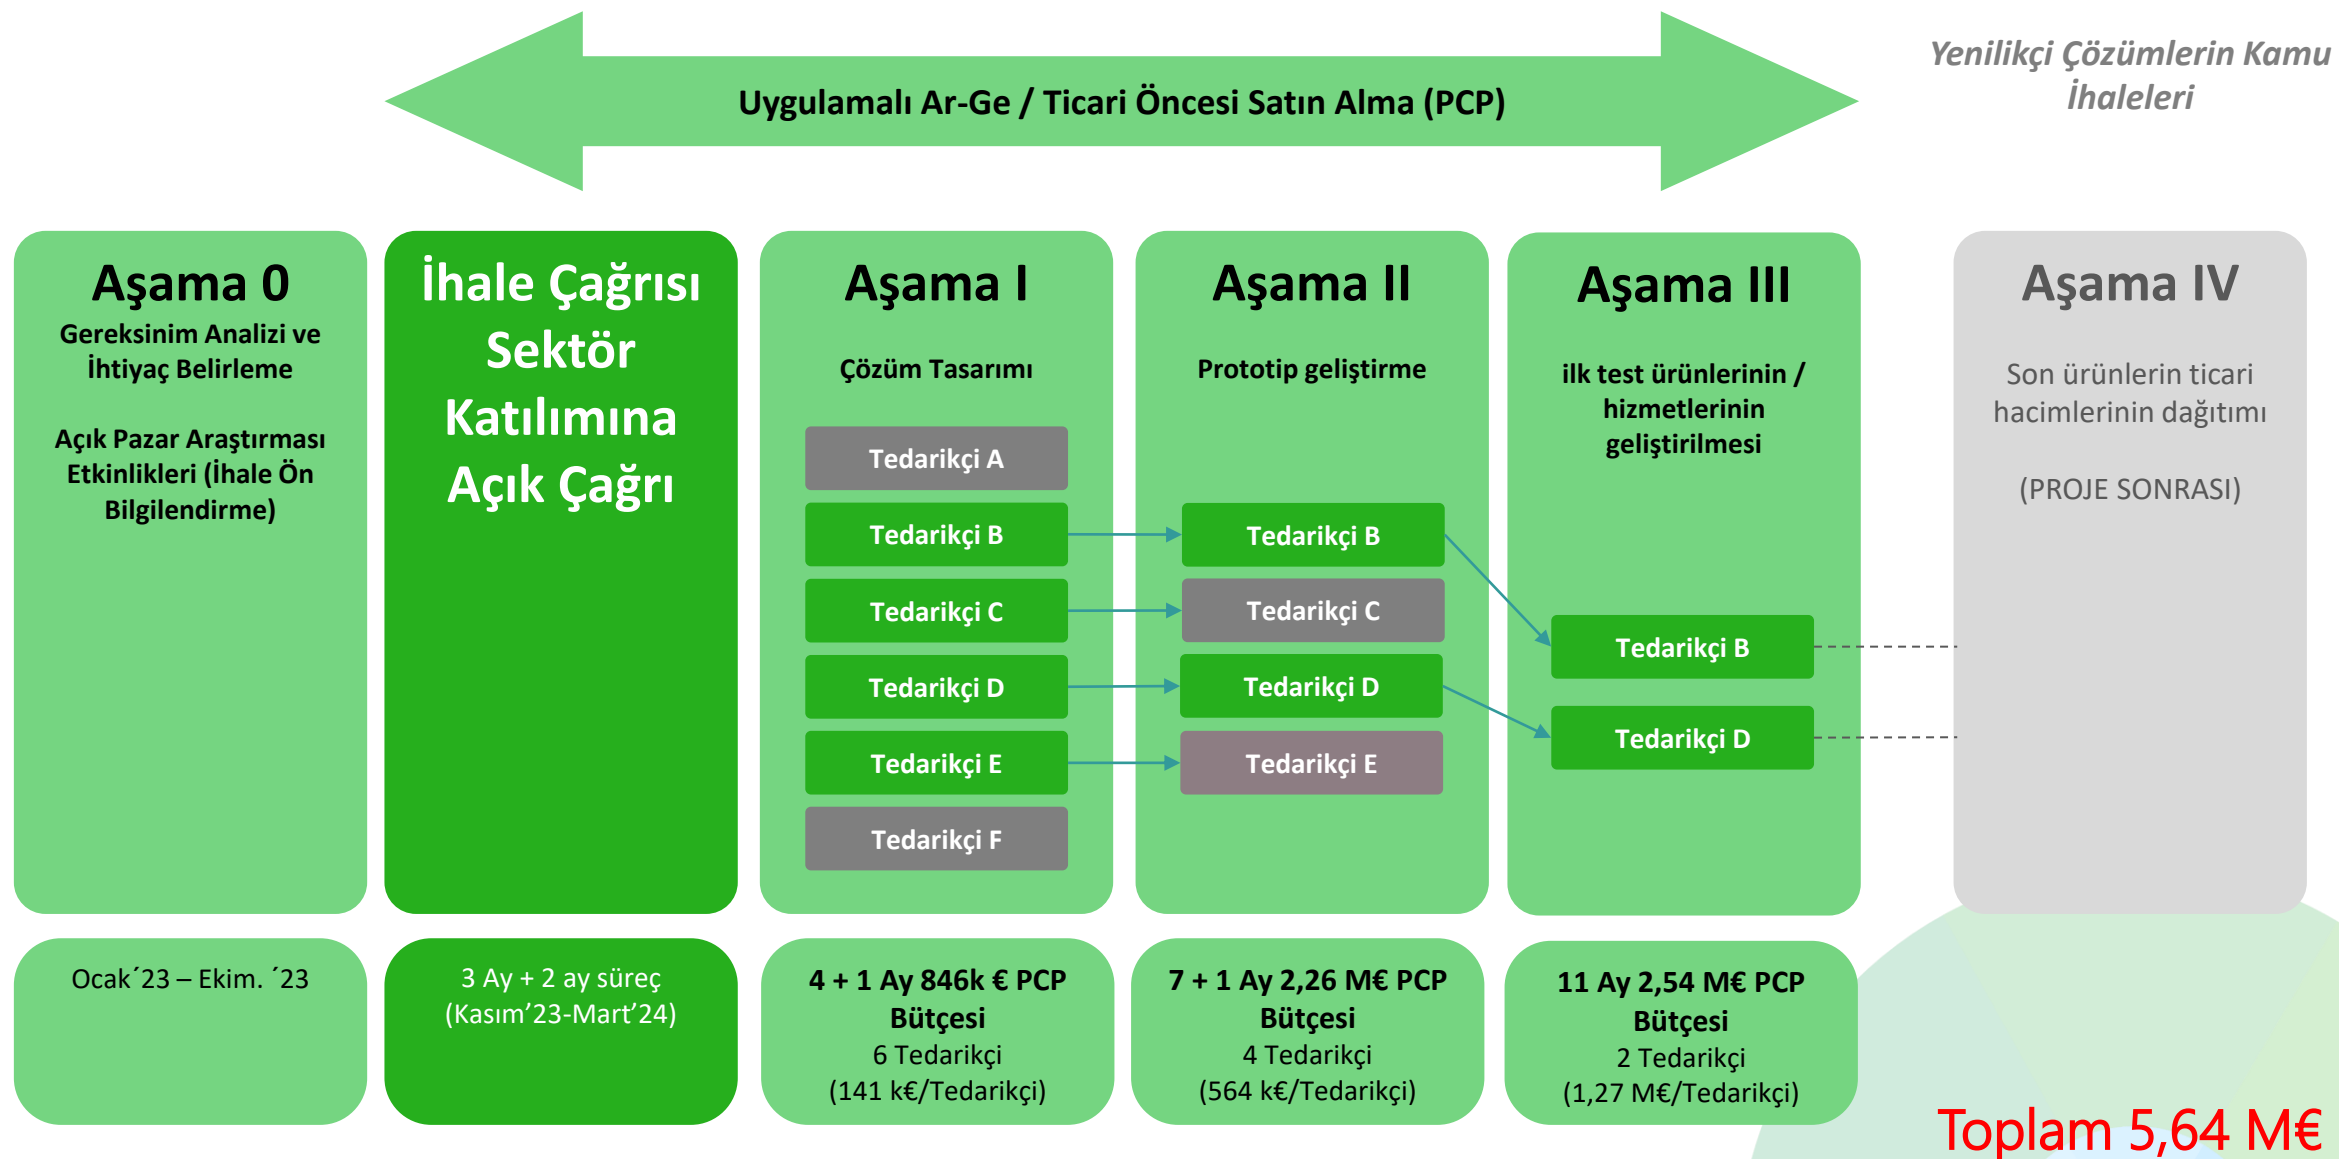 Uygulamalı Ar-Ge / Ticari Öncesi Satın Alma (PCP)
Yenilikçi Çözümlerin Kamu
İhaleleri
Aşama 0
Gereksinim Analizi ve
İhtiyaç Belirleme
Açık Pazar Araştırması
Etkinlikleri (İhale Ön
Bilgilendirme)
İhale Çağrısı
Sektör
Katılımına
Açık Çağrı
Aşama I
Çözüm Tasarımı
Tedarikçi A
Tedarikçi B
Tedarikçi C
Tedarikçi D
Tedarikçi E
Tedarikçi F
Aşama II
Prototip geliştirme
Tedarikçi B
Tedarikçi C
Tedarikçi D
Tedarikçi E
Aşama III
ilk test ürünlerinin /
hizmetlerinin
geliştirilmesi
Tedarikçi B
Tedarikçi D
Aşama IV
Son ürünlerin ticari
hacimlerinin dağıtımı
(PROJE SONRASI)
Ocak´23 – Ekim. ´23
3 Ay + 2 ay süreç
(Kasım’23-Mart’24)
4 + 1 Ay 846k € PCP
Bütçesi
6 Tedarikçi
(141 k€/Tedarikçi)
7 + 1 Ay 2,26 M€ PCP
Bütçesi
4 Tedarikçi
(564 k€/Tedarikçi)
11 Ay 2,54 M€ PCP
Bütçesi
2 Tedarikçi
(1,27 M€/Tedarikçi)
Toplam 5,64 M€